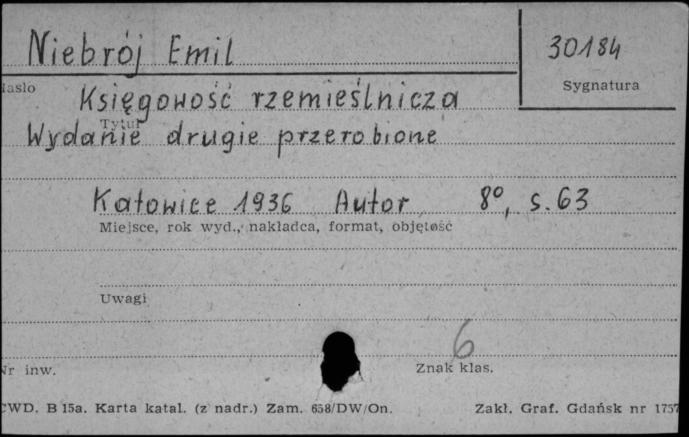 Niebrój Emil
30184
Hasło
Sygnatura
Księgowość rzemieślnicza
Tytuł
Wydanie drugie przerobione
Katowice 1936 Autor 8°, s. 63
Miejsce, rok wyd., nakładca, format, objętość
Uwagi
6
Nr inw.
Znak klas.
CWD. B 15a. Karta katal. (z nadr.) Zam. 658/DW/On.
Zakł. Graf. Gdańsk nr 1757